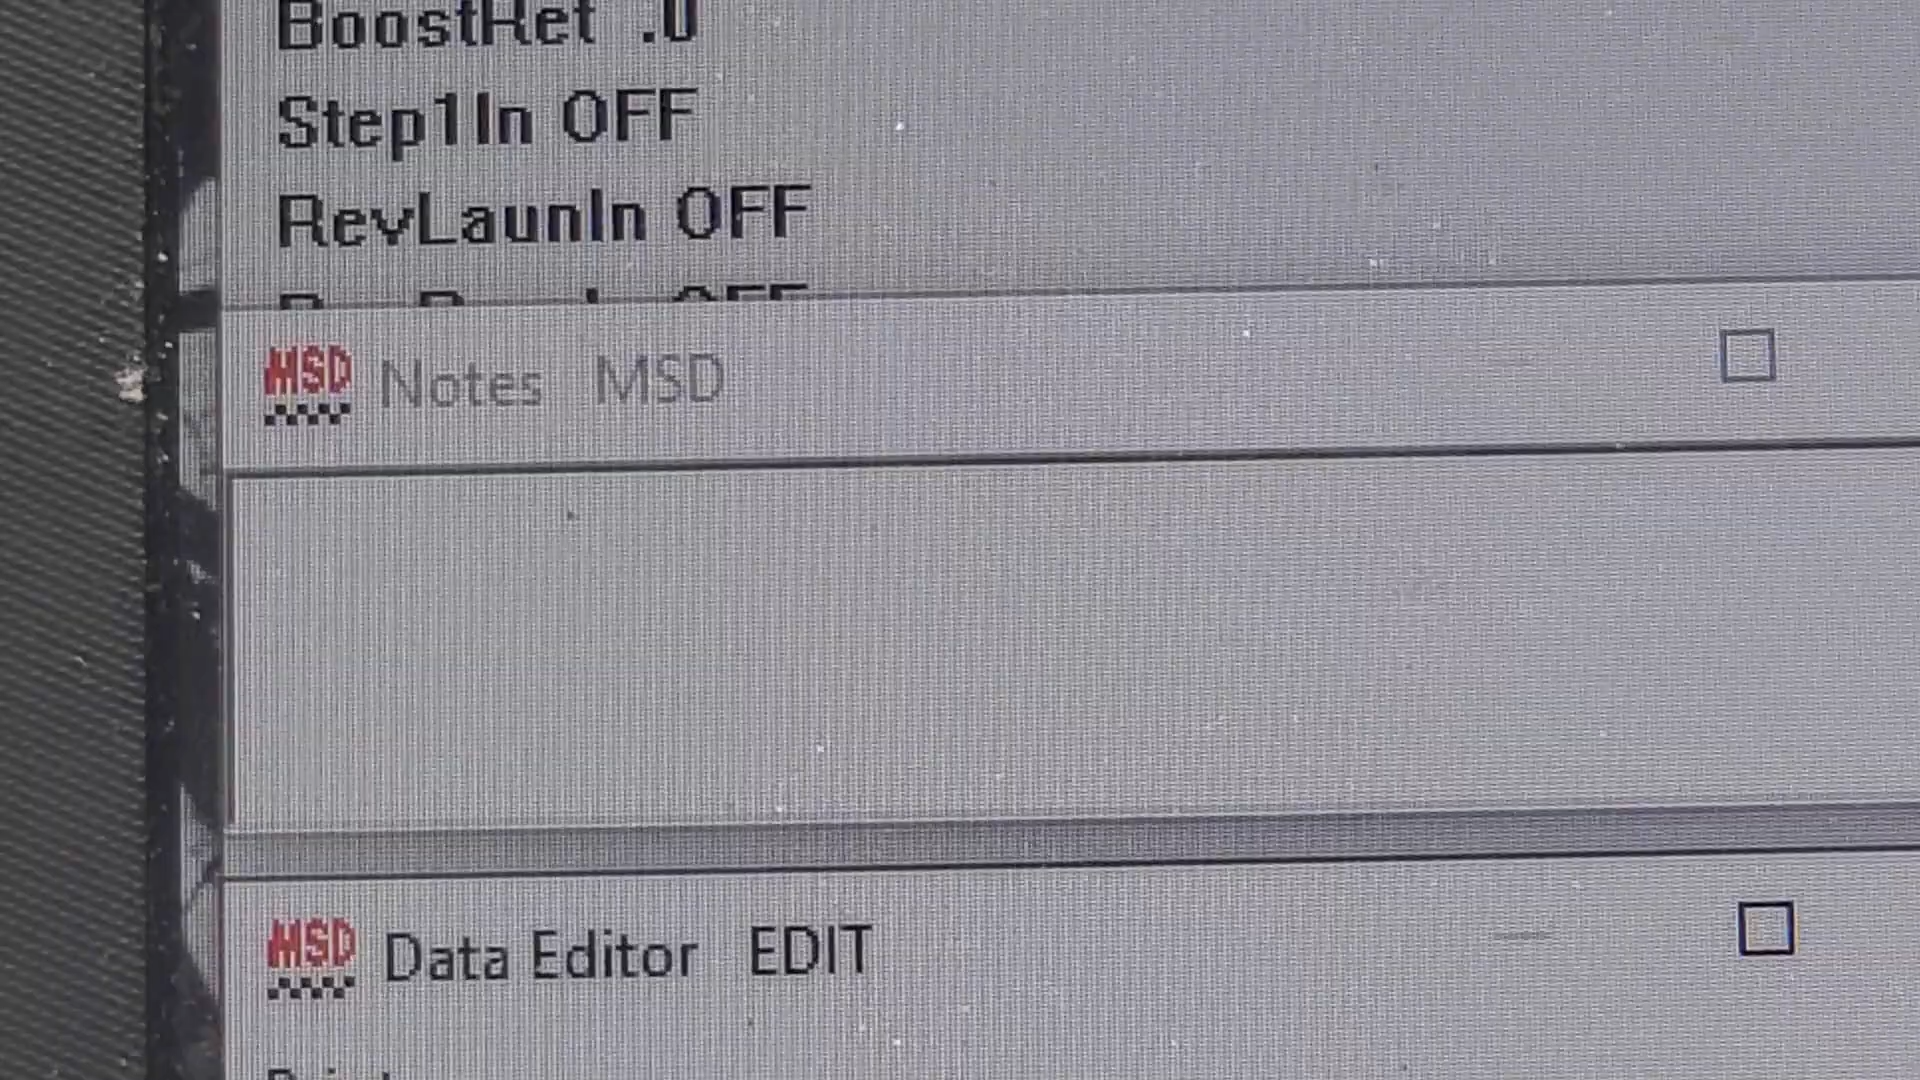 BoostRet .0
Step1In OFF
RevLaunIn OFF
MSD Notes MSD
MSD Data Editor EDIT